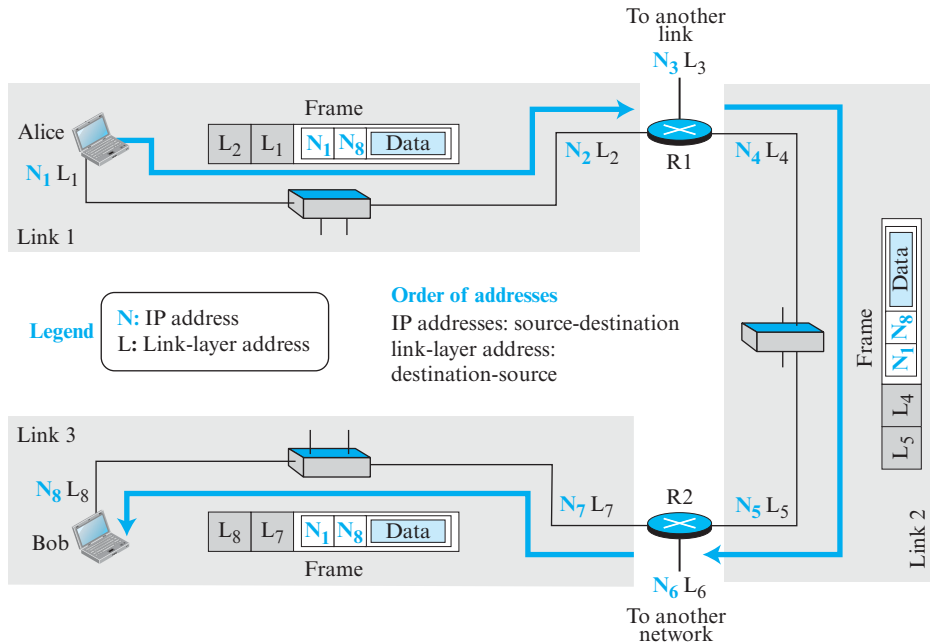 To another
link
N3 L3
Alice
Frame
L2 L1 N1 N8 Data
N1 L1
N2 L2
R1
N4 L4
Link 1
Legend
N: IP address
L: Link-layer address
Order of addresses
IP addresses: source-destination
link-layer address:
destination-source
Frame
L5 L4 N1 N8 Data
Link 2
Link 3
N8 L8
Bob
L8 L7 N1 N8 Data
Frame
N7 L7
R2
N5 L5
N6 L6
To another
network